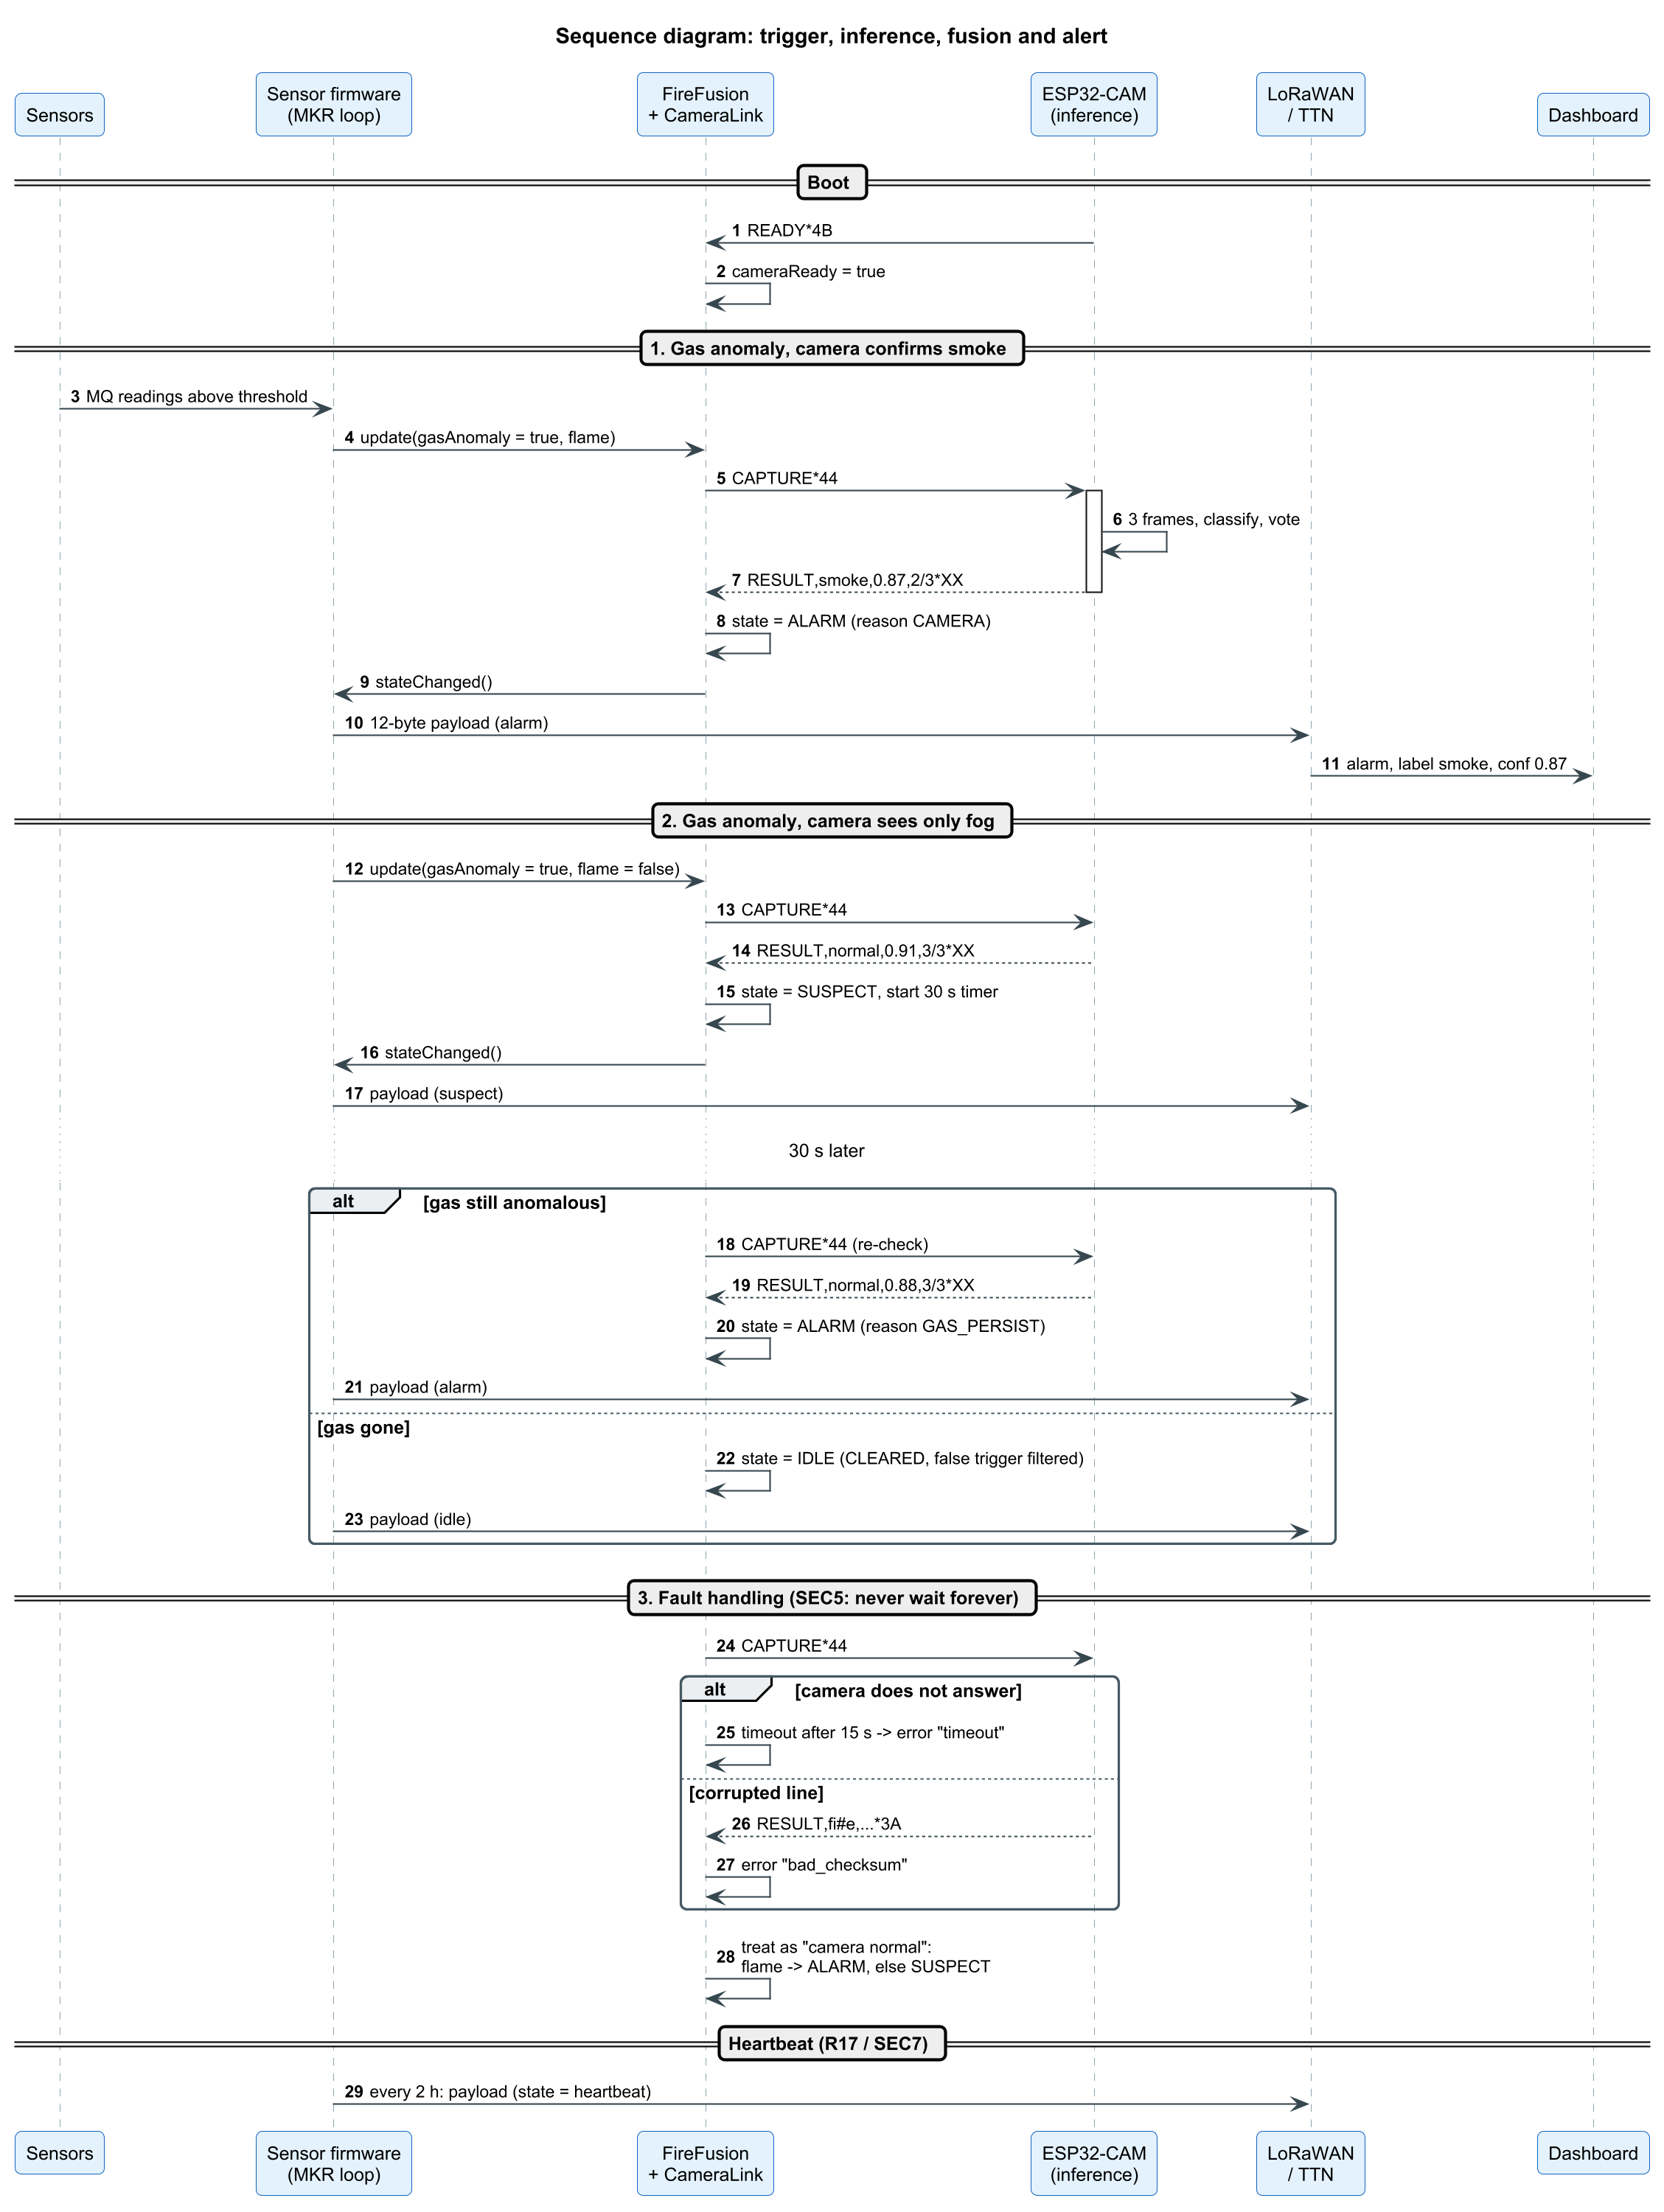 Sequence diagram: trigger, inference, fusion and alert
Sensors
Sensor firmware
(MKR loop)
FireFusion
+ CameraLink
ESP32-CAM
(inference)
LoRaWAN
/ TTN
Dashboard
Boot
1 READY*4B
2 cameraReady = true
1. Gas anomaly, camera confirms smoke
3 MQ readings above threshold
4 update(gasAnomaly = true, flame)
5 CAPTURE*44
6 3 frames, classify, vote
7 RESULT,smoke,0.87,2/3*XX
8 state = ALARM (reason CAMERA)
9 stateChanged()
10 12-byte payload (alarm)
11 alarm, label smoke, conf 0.87
2. Gas anomaly, camera sees only fog
12 update(gasAnomaly = true, flame = false)
13 CAPTURE*44
14 RESULT,normal,0.91,3/3*XX
15 state = SUSPECT, start 30 s timer
16 stateChanged()
17 payload (suspect)
30 s later
alt [gas still anomalous]
18 CAPTURE*44 (re-check)
19 RESULT,normal,0.88,3/3*XX
20 state = ALARM (reason GAS_PERSIST)
21 payload (alarm)
[gas gone]
22 state = IDLE (CLEARED, false trigger filtered)
23 payload (idle)
3. Fault handling (SEC5: never wait forever)
24 CAPTURE*44
alt [camera does not answer]
25 timeout after 15 s -> error "timeout"
[corrupted line]
26 RESULT,fi#e,...*3A
27 error "bad_checksum"
28 treat as "camera normal":
flame -> ALARM, else SUSPECT
Heartbeat (R17 / SEC7)
29 every 2 h: payload (state = heartbeat)
Sensors
Sensor firmware
(MKR loop)
FireFusion
+ CameraLink
ESP32-CAM
(inference)
LoRaWAN
/ TTN
Dashboard